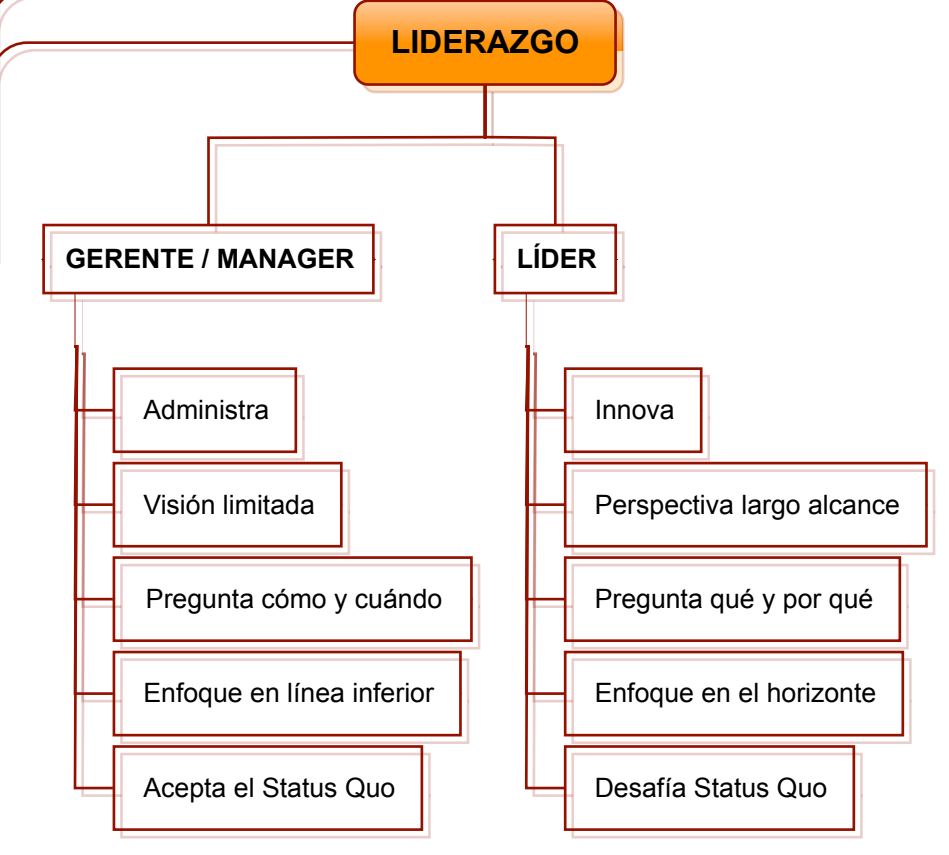 LIDERAZGO
GERENTE / MANAGER
Administra
Visión limitada
Pregunta cómo y cuándo
Enfoque en línea inferior
Acepta el Status Quo
LÍDER
Innova
Perspectiva largo alcance
Pregunta qué y por qué
Enfoque en el horizonte
Desafía Status Quo